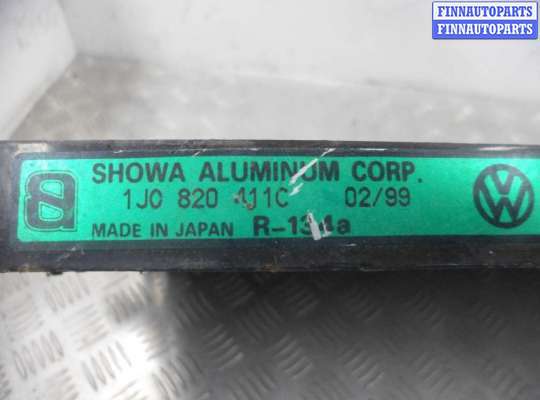 FINNAUTOPARTS
FINNAUTOPARTS
SHOWA ALUMINUM CORP.
1J0 820 411C 02/99
MADE IN JAPAN R-134a